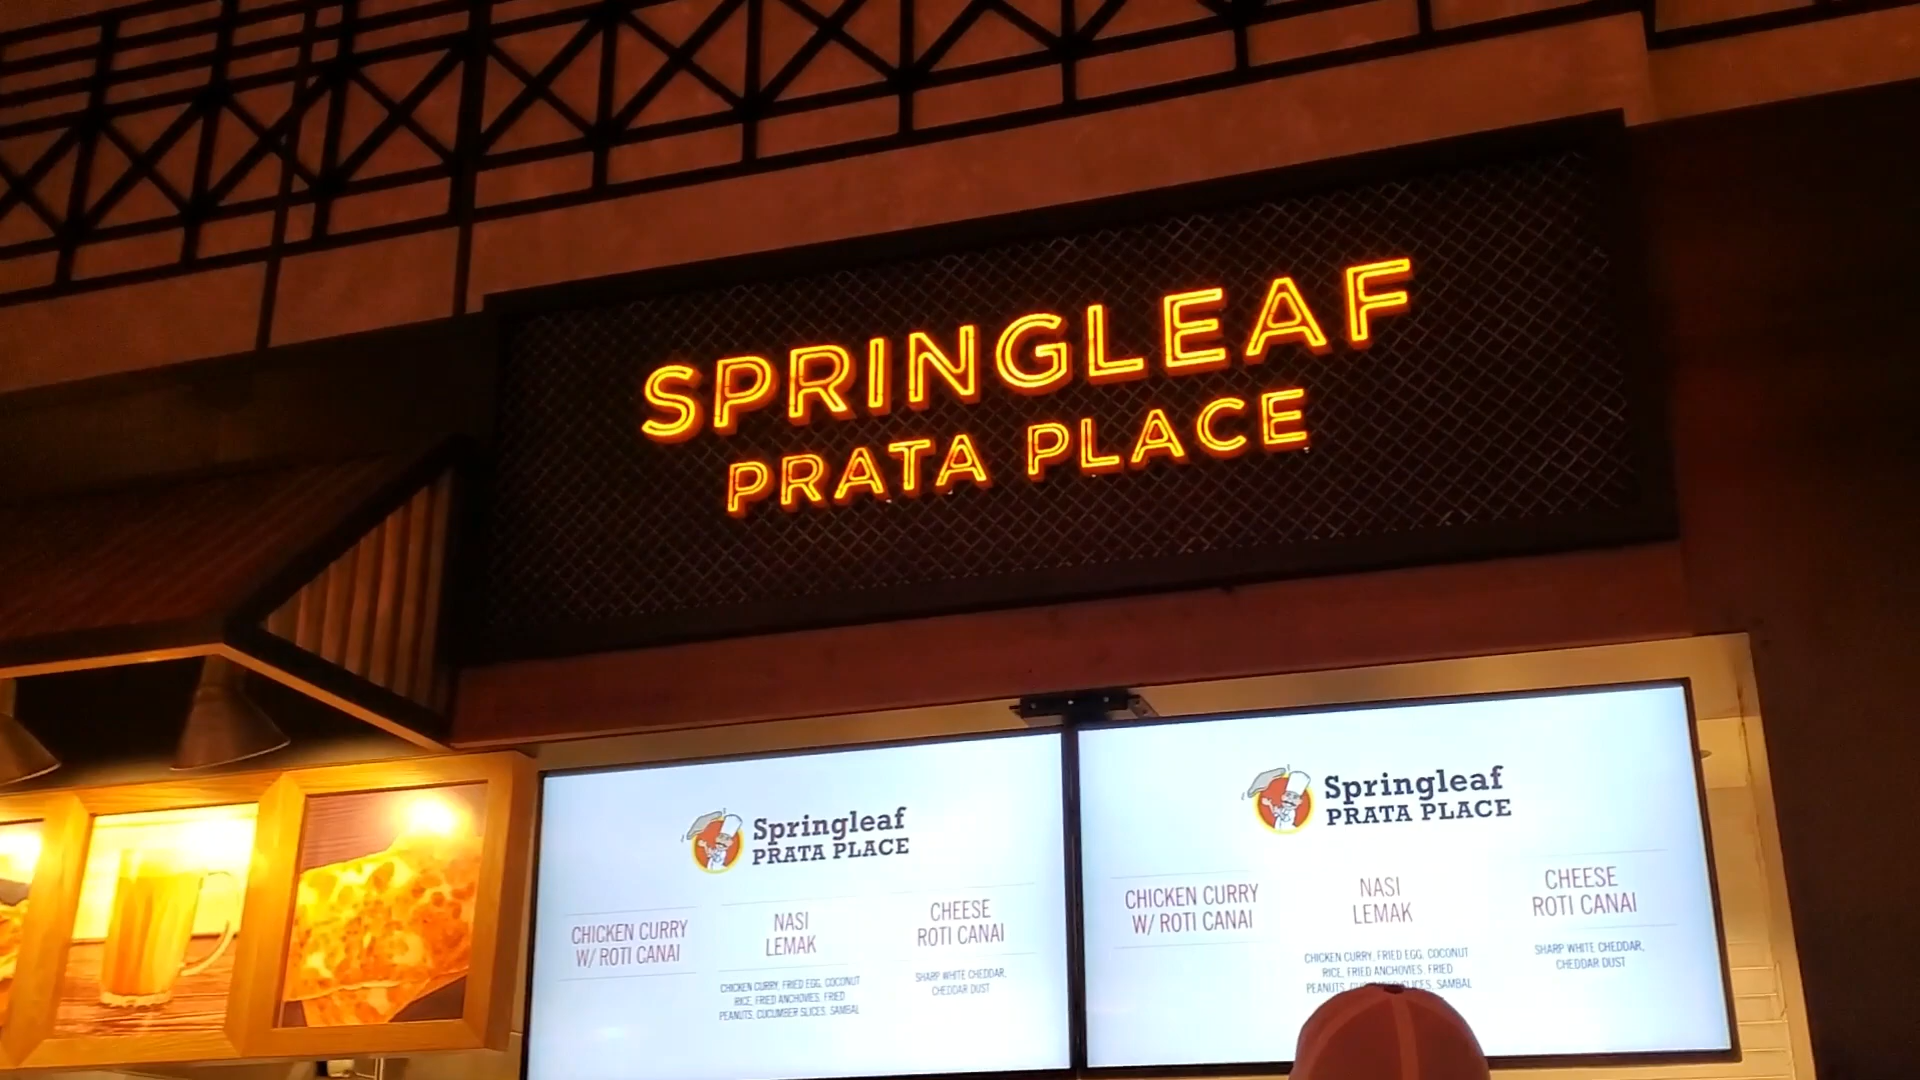 SPRINGLEAF
PRATA PLACE
Springleaf
PRATA PLACE
CHICKEN CURRY
W/ ROTI CANAI
NASI
LEMAK
CHICKEN CURRY, FRIED EGG, COCONUT
RICE, FRIED ANCHOVIES, FRIED
PEANUTS, CUCUMBER SLICES, SAMBAL
CHEESE
ROTI CANAI
SHARP WHITE CHEDDAR,
CHEDDAR DUST
Springleaf
PRATA PLACE
CHICKEN CURRY
W/ ROTI CANAI
NASI
LEMAK
CHICKEN CURRY, FRIED EGG, COCONUT
RICE, FRIED ANCHOVIES, FRIED
PEANUTS, SLICES, SAMBAL
CHEESE
ROTI CANAI
SHARP WHITE CHEDDAR,
CHEDDAR DUST